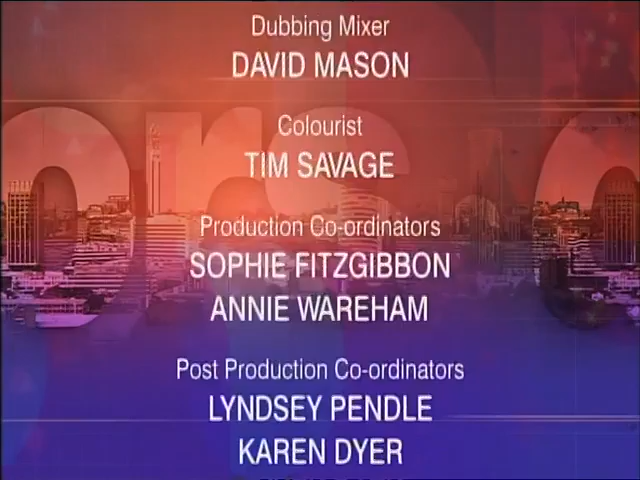 Dubbing Mixer
DAVID MASON
Colourist
TIM SAVAGE
Production Co-ordinators
SOPHIE FITZGIBBON
ANNIE WAREHAM
Post Production Co-ordinators
LYNDSEY PENDLE
KAREN DYER